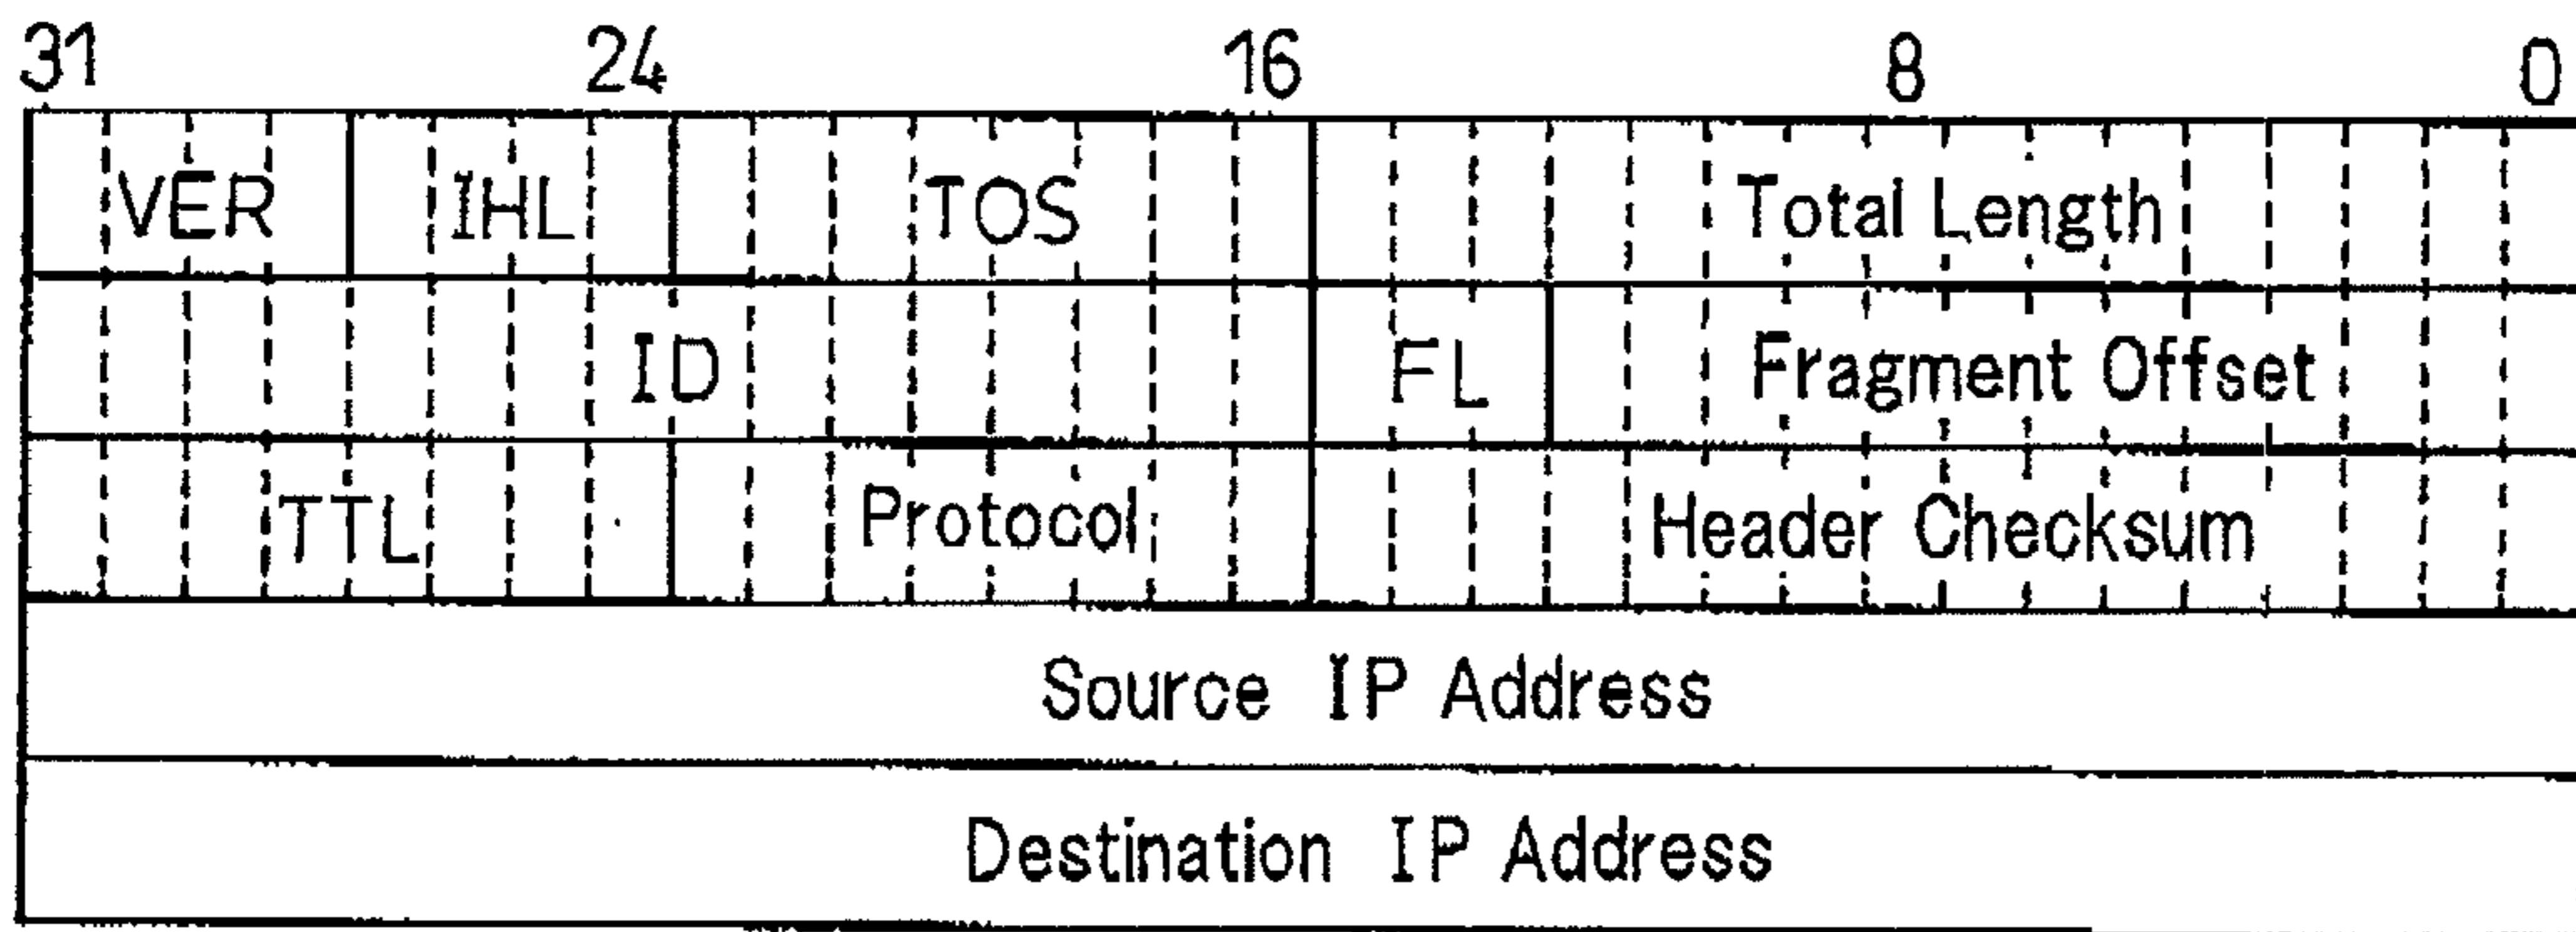 31 24 16 8 0
VER IHL TOS Total Length
ID FL Fragment Offset
TTL Protocol Header Checksum
Source IP Address
Destination IP Address